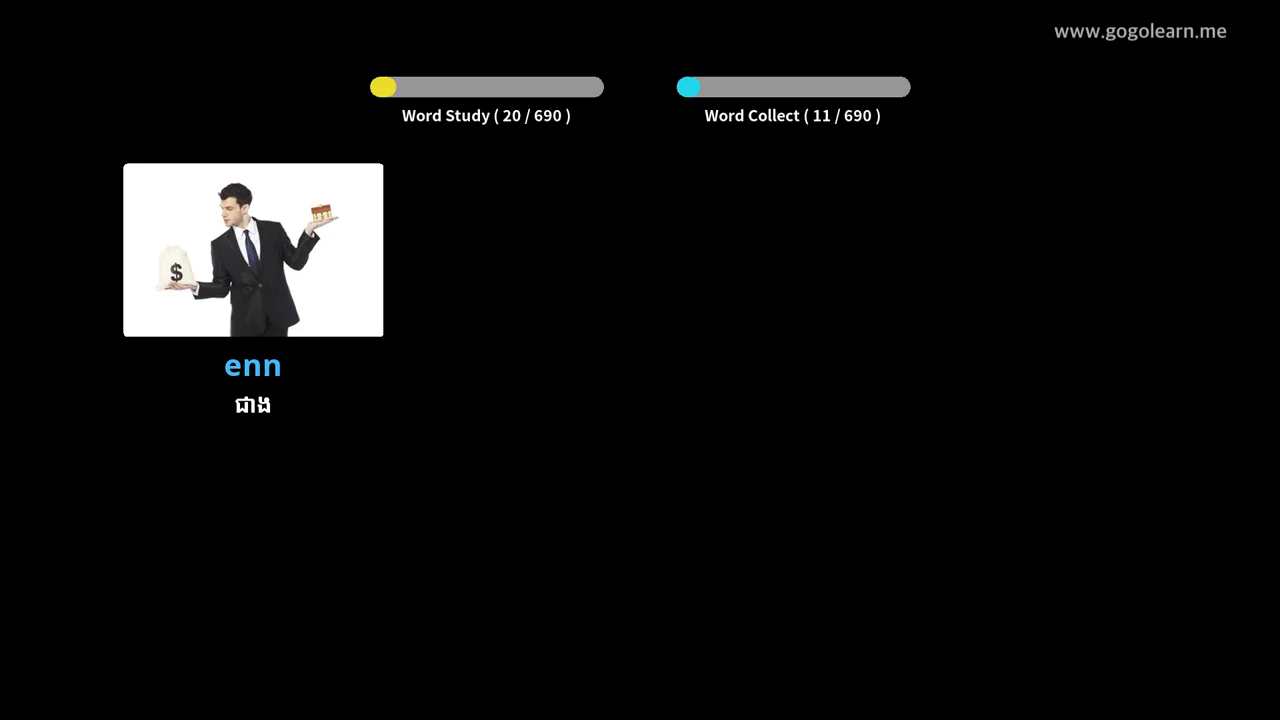 www.gogolearn.me
Word Study ( 20 / 690 )
Word Collect ( 11 / 690 )
$
enn
ជាង